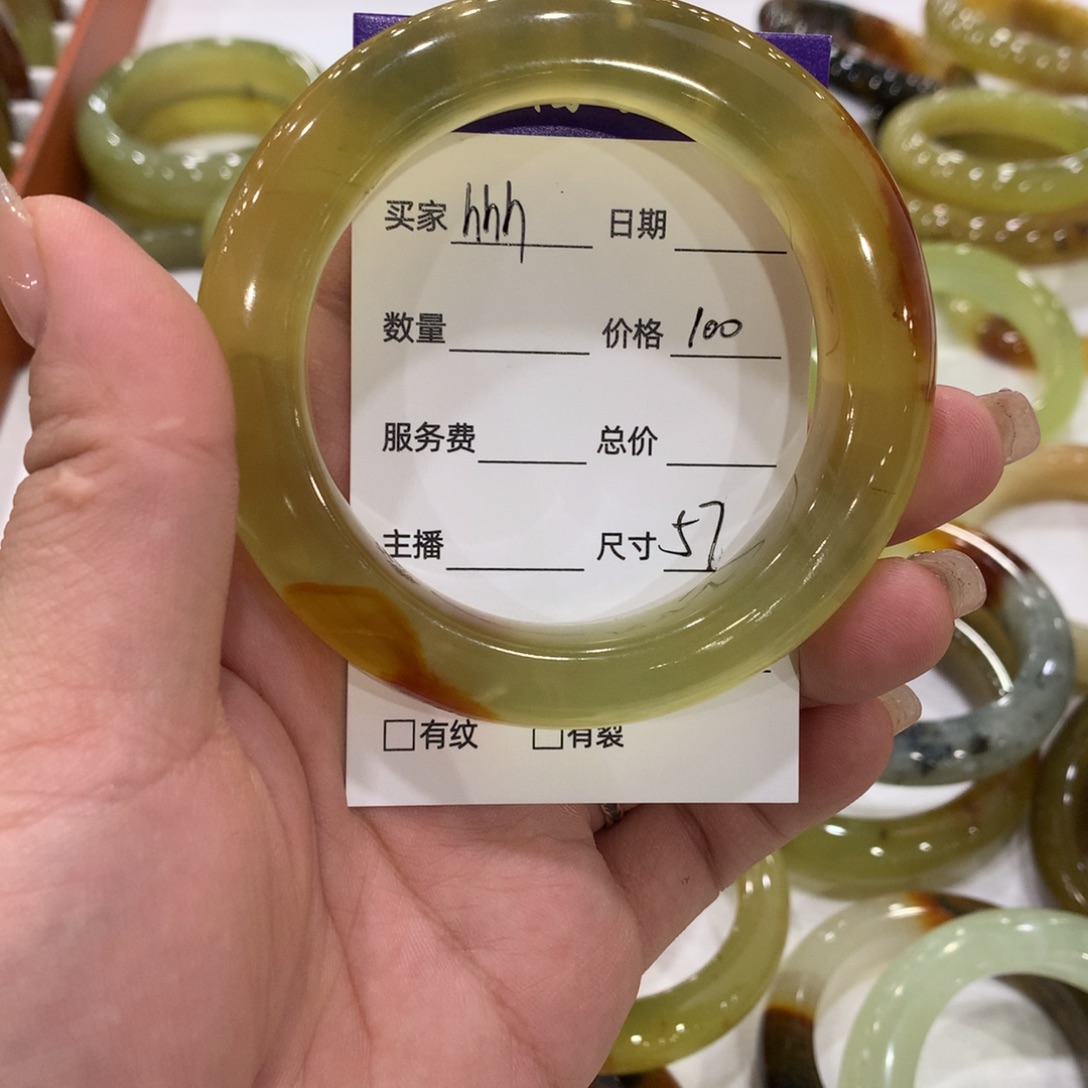 买家 hhh 日期
数量 价格 100
服务费 总价
主播 尺寸 57
□有纹 □有裂